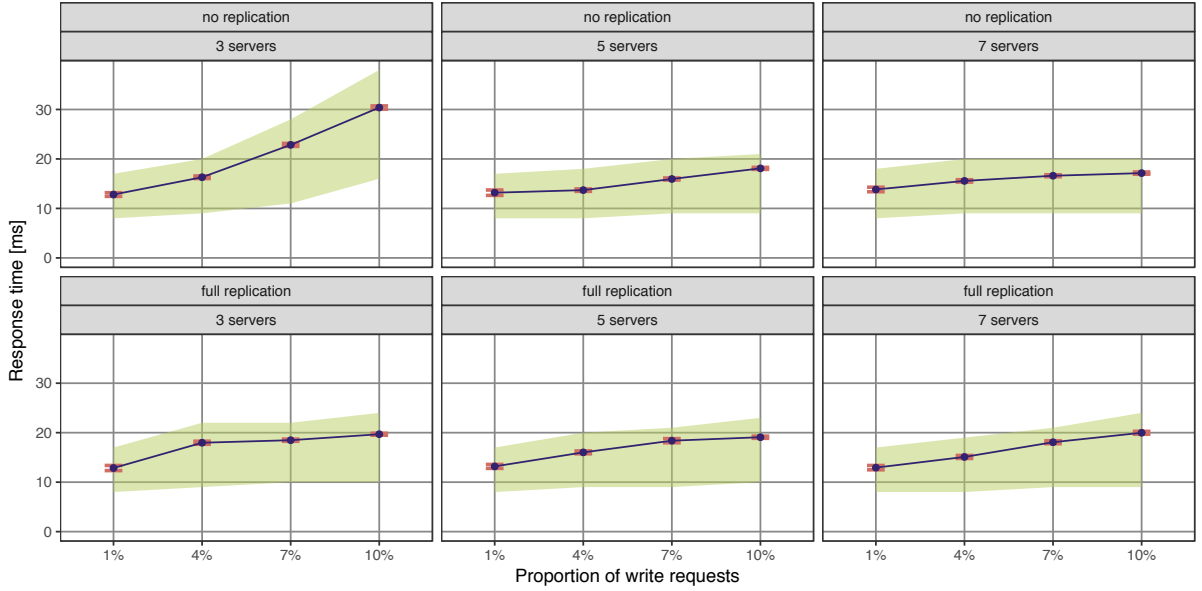 no replication
no replication
no replication
3 servers
5 servers
7 servers
30
20
10
0
full replication
full replication
full replication
3 servers
5 servers
7 servers
30
20
10
0
1%
4%
7%
10%
1%
4%
7%
10%
1%
4%
7%
10%
Response time [ms]
Proportion of write requests